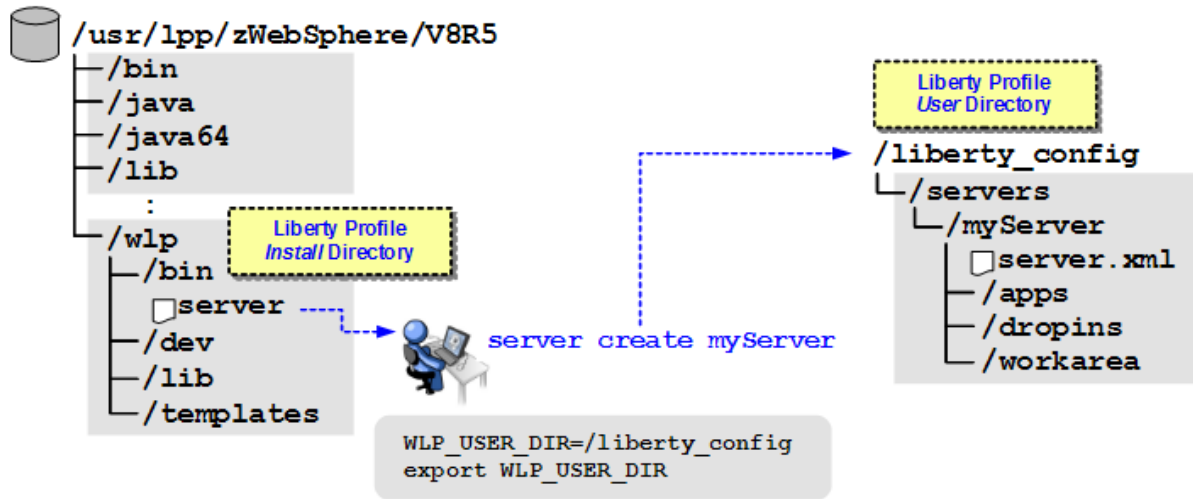 /usr/lpp/zWebSphere/V8R5
/bin
/java
/java64
/lib
:
/wlp
Liberty Profile
Install Directory
/bin
server
/dev
/lib
/templates
server create myServer
WLP_USER_DIR=/liberty_config
export WLP_USER_DIR
Liberty Profile
User Directory
/liberty_config
/servers
/myServer
server.xml
/apps
/dropins
/workarea